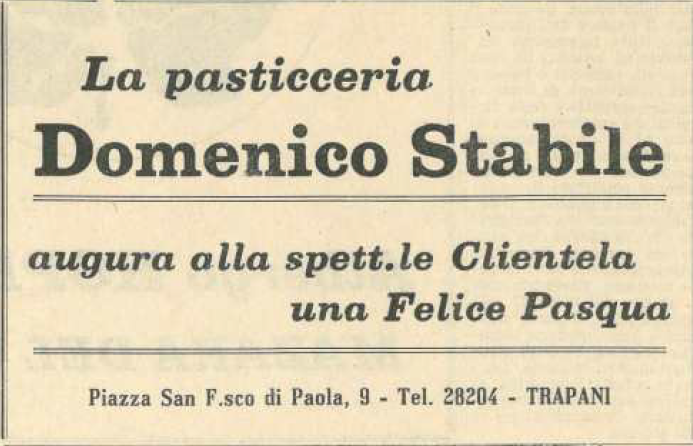 La pasticceria
Domenico Stabile
augura alla spett.le Clientela
una Felice Pasqua
Piazza San F.sco di Paola, 9 - Tel. 28204 - TRAPANI